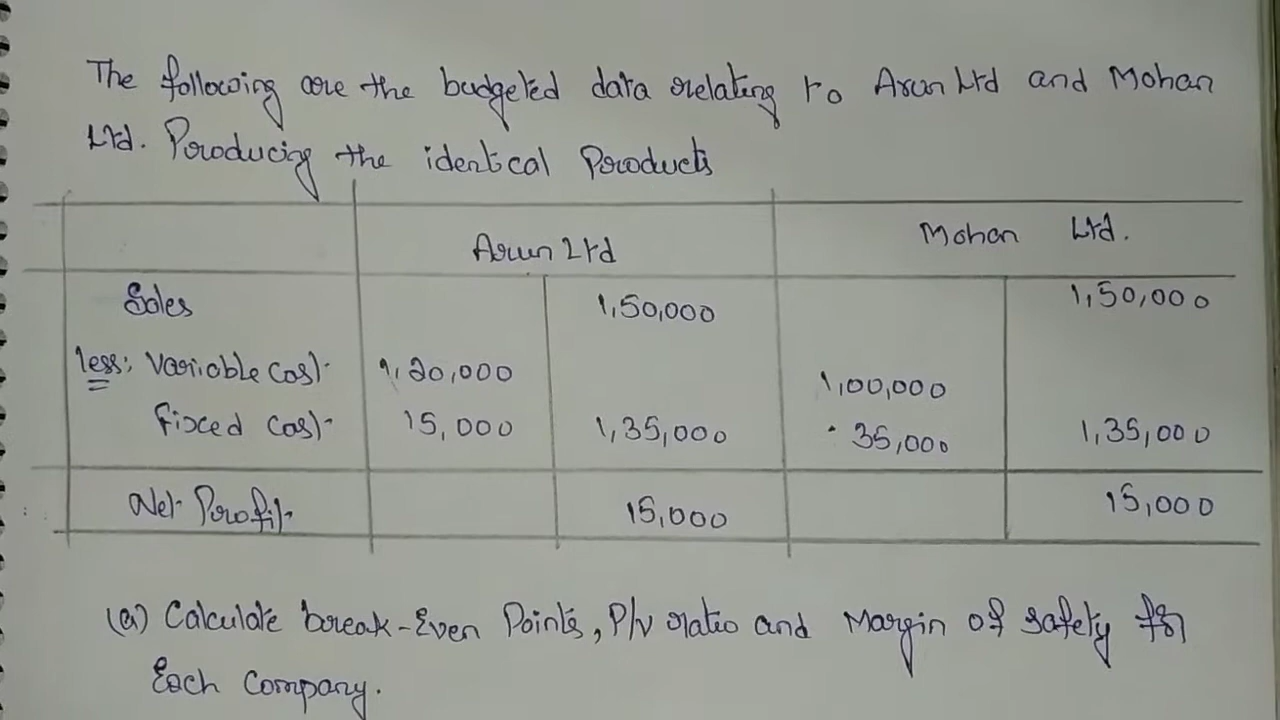 The following are the budgeted data relating to Arun Ltd and Mohan
Ltd. Producing the identical Products
Arun Ltd Mohan Ltd.
Sales 1,50,000 1,50,000
less: Variable Cost 1,20,000 1,00,000
Fixed Cost 15,000 1,35,000 35,000 1,35,000
Net Profit 15,000 15,000
(a) Calculate break-Even Points, P/v ratio and Margin of safety for
Each Company.